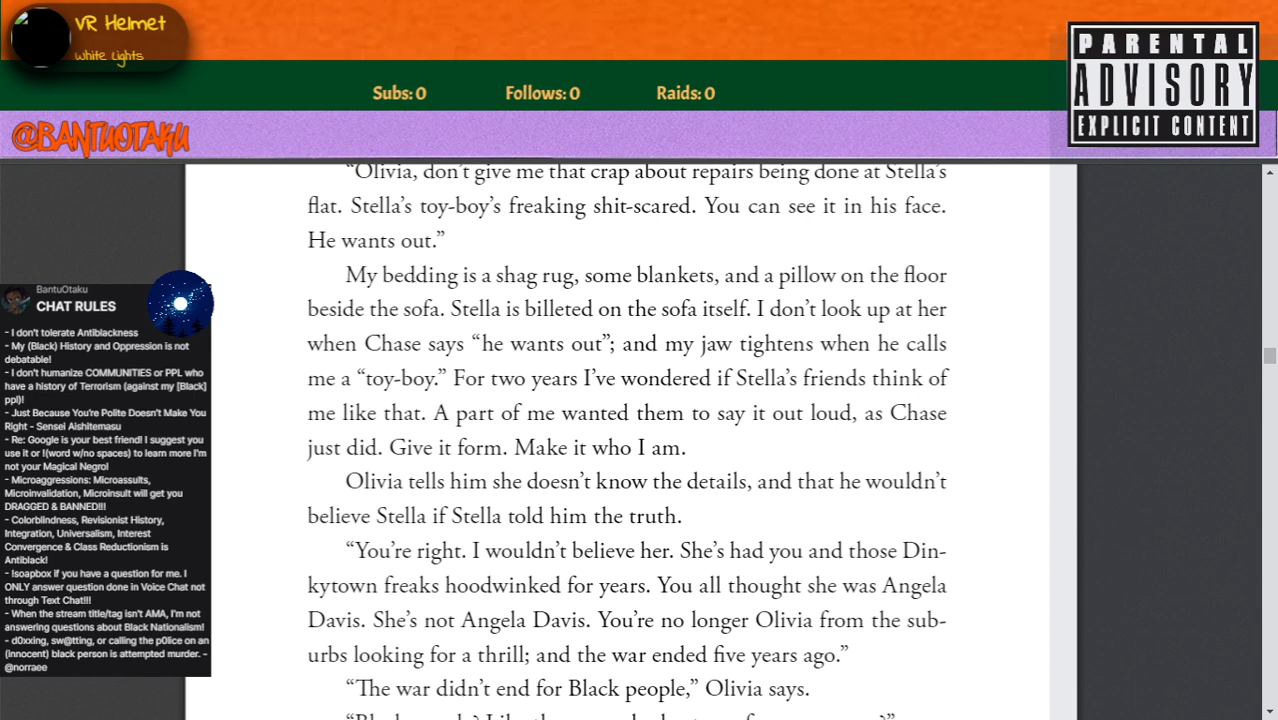 VR Helmet
White Lights
PARENTAL
ADVISORY
EXPLICIT CONTENT
Subs: 0
Follows: 0
Raids: 0
@BANTUOTAKU
“Olivia, don’t give me that crap about repairs being done at Stella’s
flat. Stella’s toy-boy’s freaking shit-scared. You can see it in his face.
He wants out.”
My bedding is a shag rug, some blankets, and a pillow on the floor
beside the sofa. Stella is billeted on the sofa itself. I don’t look up at her
when Chase says “he wants out”; and my jaw tightens when he calls
me a “toy-boy.” For two years I’ve wondered if Stella’s friends think of
me like that. A part of me wanted them to say it out loud, as Chase
just did. Give it form. Make it who I am.
Olivia tells him she doesn’t know the details, and that he wouldn’t
believe Stella if Stella told him the truth.
“You’re right. I wouldn’t believe her. She’s had you and those Din-
kytown freaks hoodwinked for years. You all thought she was Angela
Davis. She’s not Angela Davis. You’re no longer Olivia from the sub-
urbs looking for a thrill; and the war ended five years ago.”
“The war didn’t end for Black people,” Olivia says.
BantuOtaku
CHAT RULES
- I don't tolerate Antiblackness
- My (Black) History and Oppression is not
debatable!
- I don't humanize COMMUNITIES or PPL who
have a history of Terrorism (against my [Black]
ppl)!
- Just Because You're Polite Doesn't Make You
Right - Sensei Aishitemasu
- Re: Google is your best friend! I suggest you
use it or !(word w/no spaces) to learn more I'm
not your Magical Negro!
- Microaggressions: Microassults,
Microinvalidation, Microinsult will get you
DRAGGED & BANNED!!!
- Colorblindness, Revisionist History,
Integration, Universalism, Interest
Convergence & Class Reductionism is
Antiblack!
- !soapbox if you have a question for me. I
ONLY answer question done in Voice Chat not
through Text Chat!!!
- When the stream title/tag isn't AMA, I'm not
answering questions about Black Nationalism!
- d0xxing, sw@tting, or calling the p0lice on an
(innocent) black person is attempted murder. -
@norraee